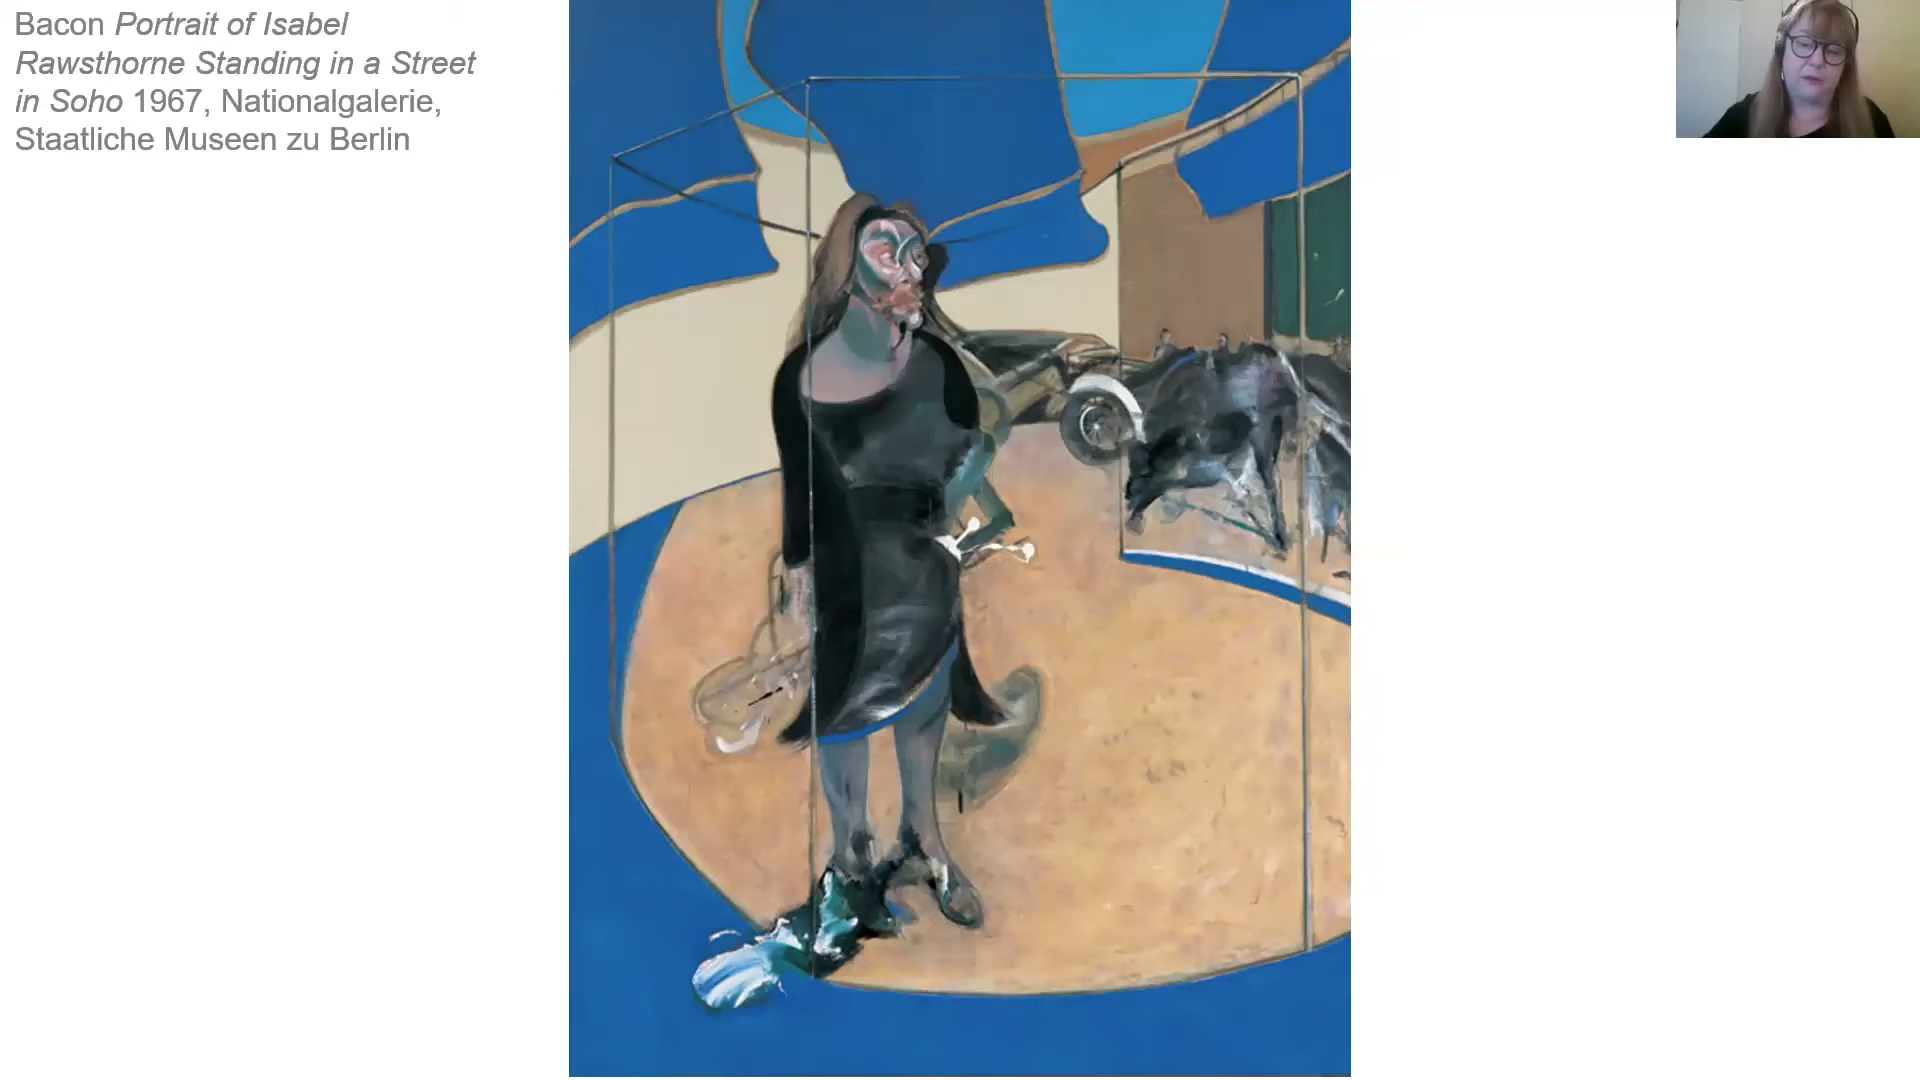 Bacon Portrait of Isabel
Rawsthorne Standing in a Street
in Soho 1967, Nationalgalerie,
Staatliche Museen zu Berlin